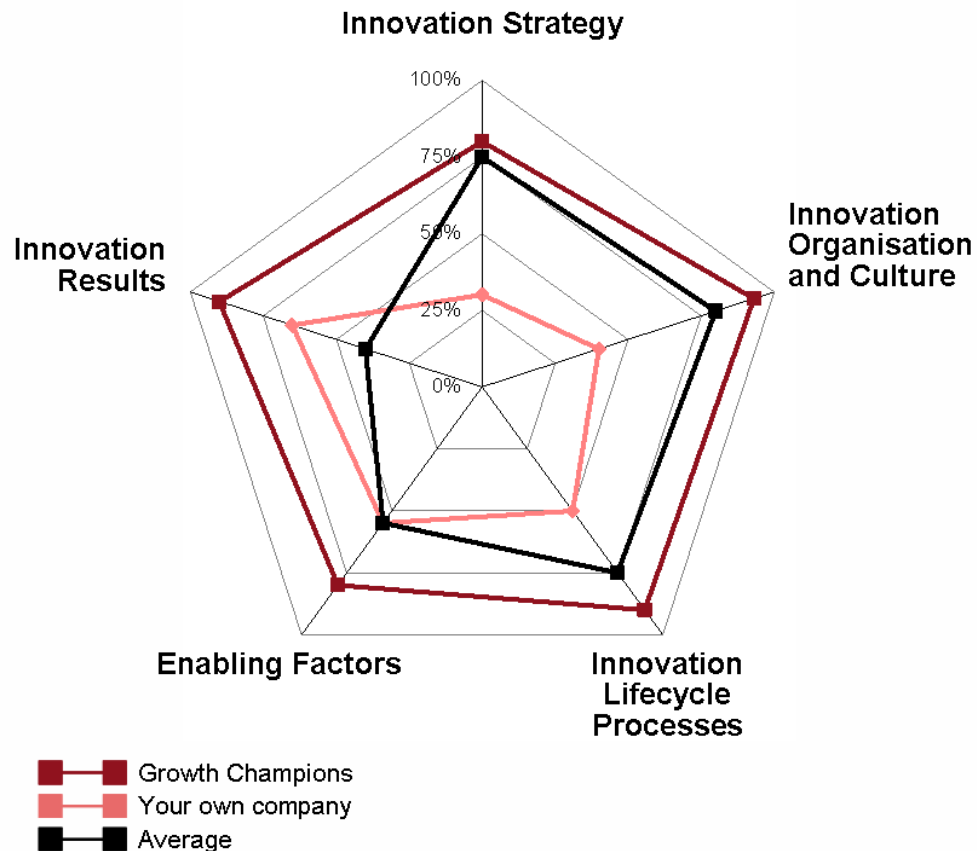 Innovation Strategy
100%
75%
50%
25%
0%
Innovation
Organisation
and Culture
Innovation
Results
Enabling Factors
Innovation
Lifecycle
Processes
Growth Champions
Your own company
Average